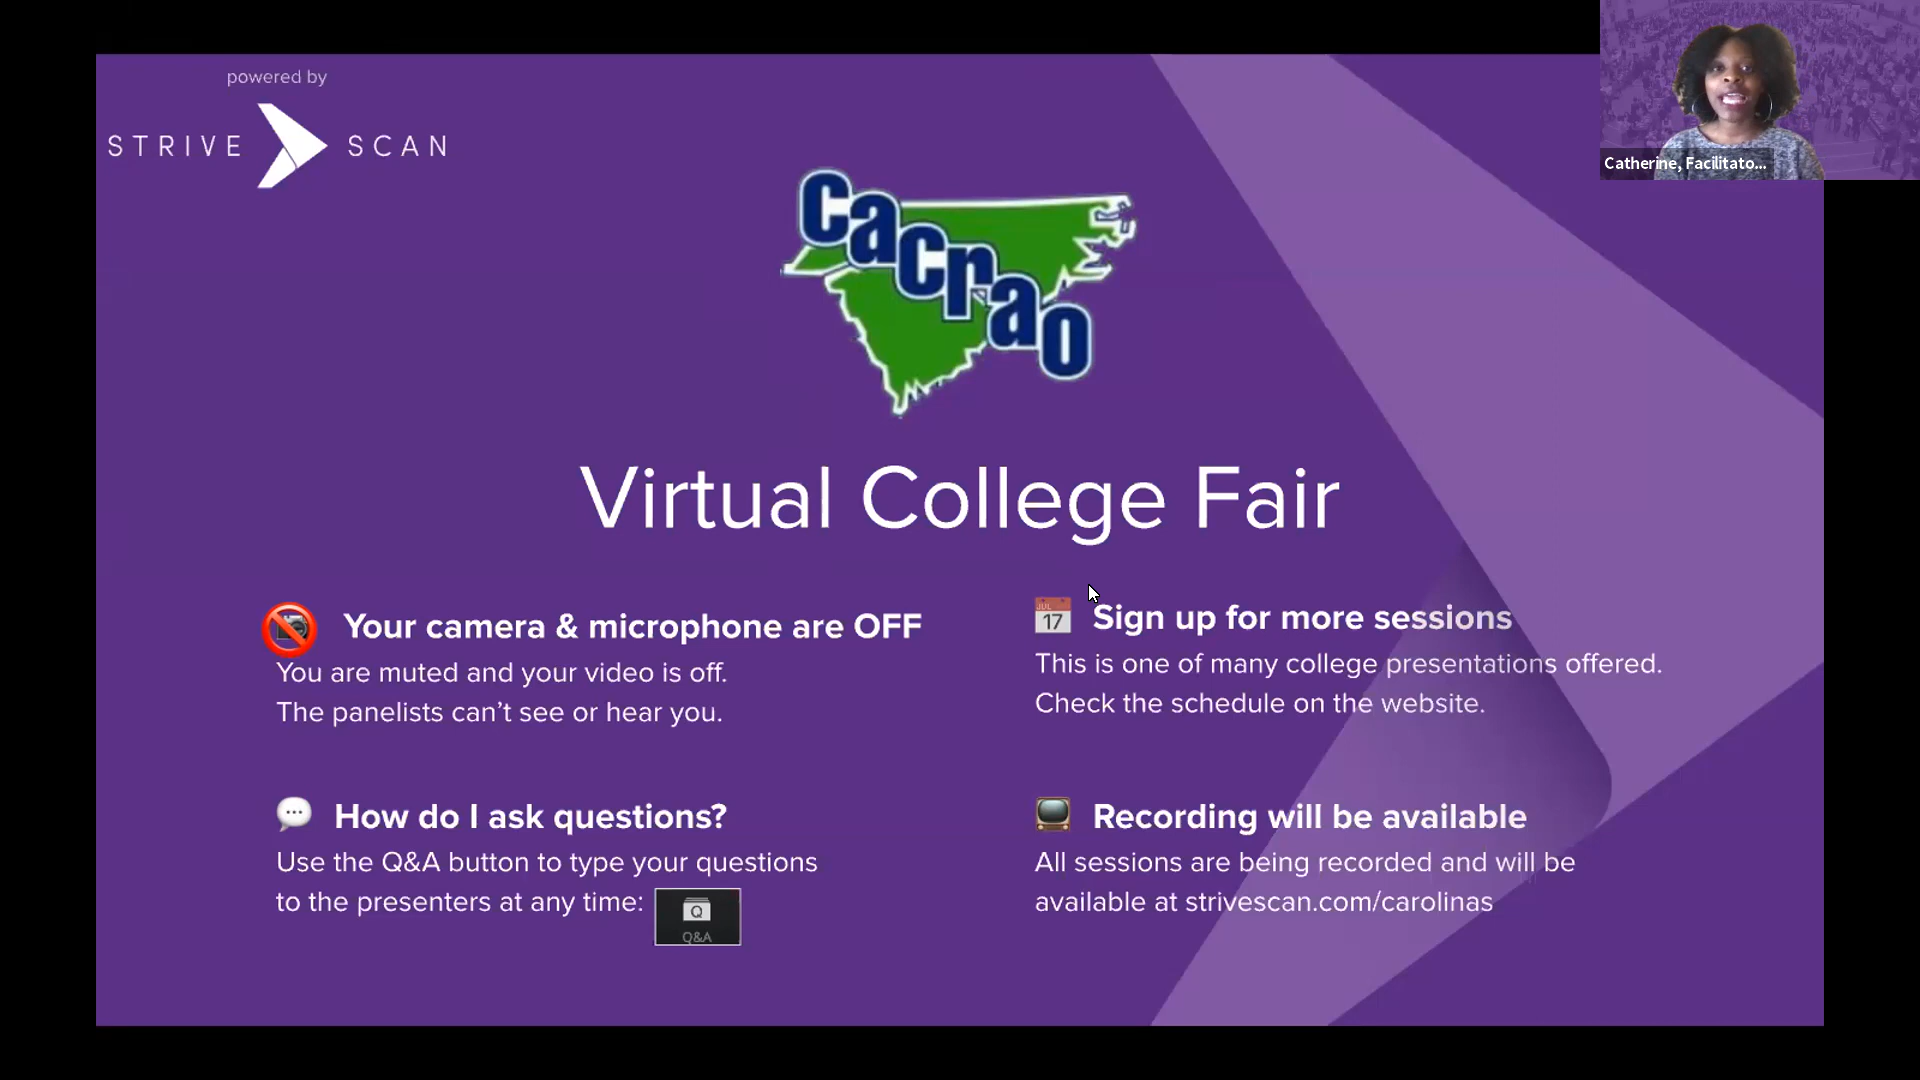 powered by
STRIVE SCAN
Catherine, Facilitato...
cacrao
Virtual College Fair
Your camera & microphone are OFF
You are muted and your video is off.
The panelists can’t see or hear you.
JUL
17
Sign up for more sessions
This is one of many college presentations offered.
Check the schedule on the website.
How do I ask questions?
Use the Q&A button to type your questions
to the presenters at any time:
Q
Q&A
Recording will be available
All sessions are being recorded and will be
available at strivescan.com/carolinas